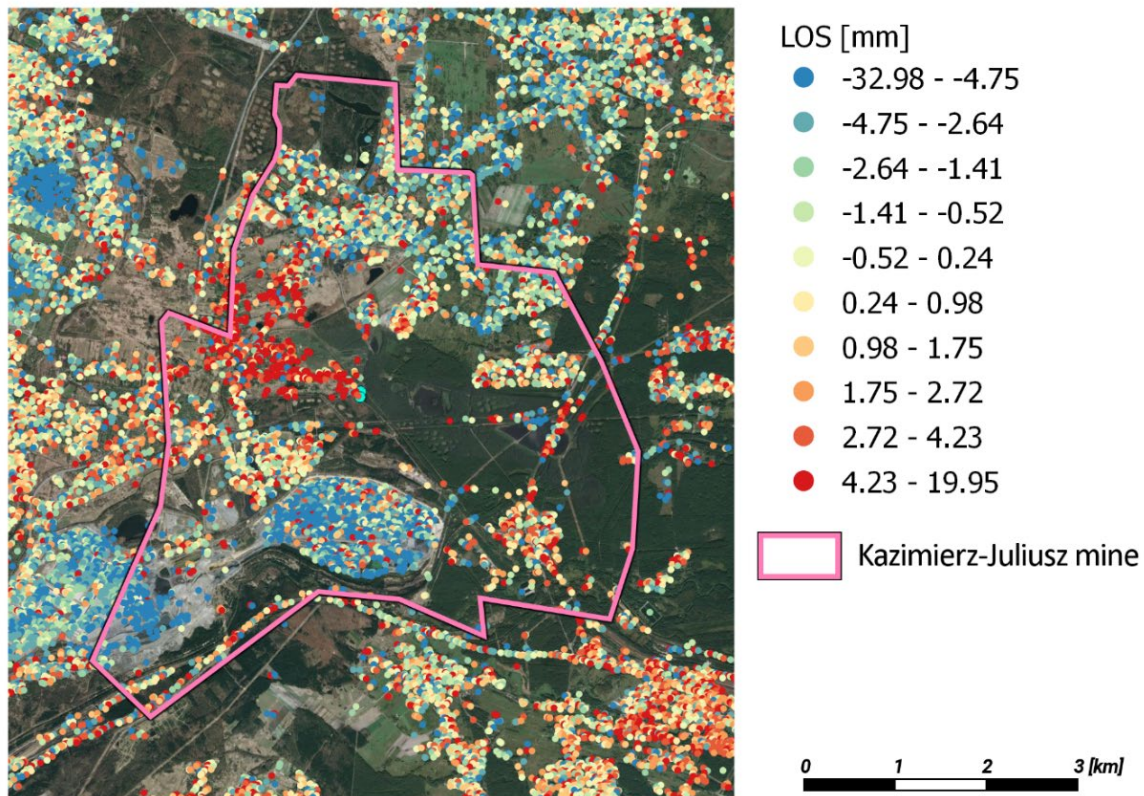 LOS [mm]
-32.98 - -4.75
-4.75 - -2.64
-2.64 - -1.41
-1.41 - -0.52
-0.52 - 0.24
0.24 - 0.98
0.98 - 1.75
1.75 - 2.72
2.72 - 4.23
4.23 - 19.95
Kazimierz-Juliusz mine
0 1 2 3 [km]